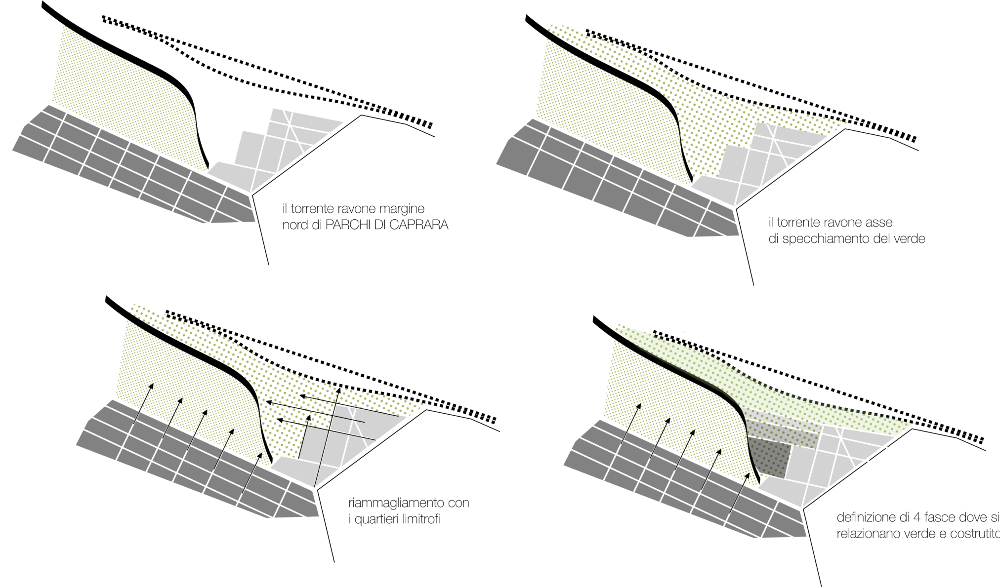 il torrente ravone margine
nord di PARCHI DI CAPRARA
il torrente ravone asse
di specchiamento del verde
riammagliamento con
i quartieri limitrofi
definizione di 4 fasce dove si
relazionano verde e costrutito